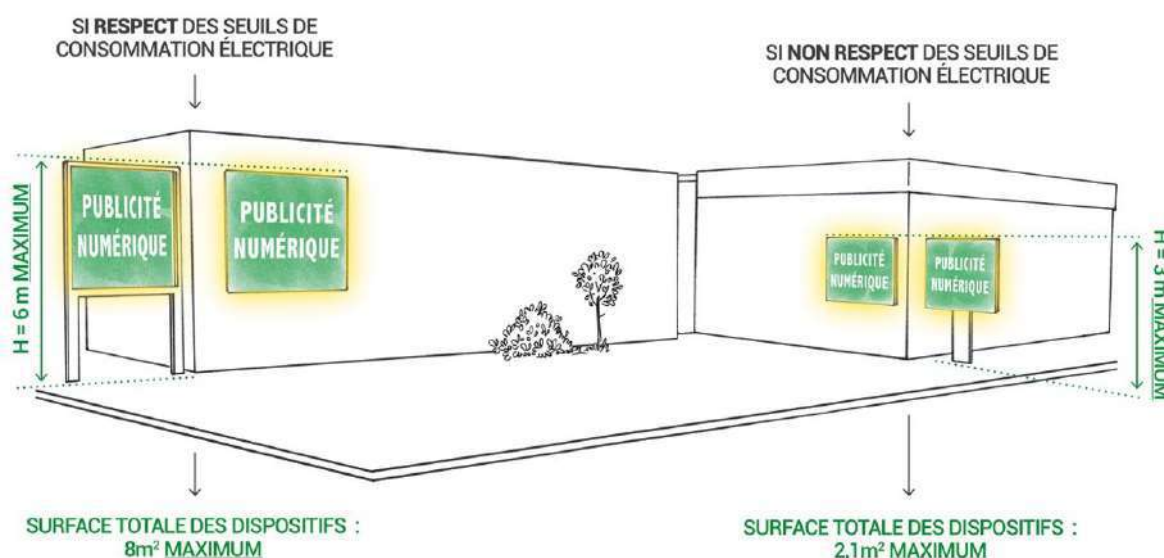 SI RESPECT DES SEUILS DE
CONSOMMATION ÉLECTRIQUE
SI NON RESPECT DES SEUILS DE
CONSOMMATION ÉLECTRIQUE
H = 6 m MAXIMUM
PUBLICITÉ
NUMÉRIQUE
PUBLICITÉ
NUMÉRIQUE
PUBLICITÉ
NUMÉRIQUE
PUBLICITÉ
NUMÉRIQUE
H = 3 m MAXIMUM
SURFACE TOTALE DES DISPOSITIFS :
8m² MAXIMUM
SURFACE TOTALE DES DISPOSITIFS :
2,1m² MAXIMUM